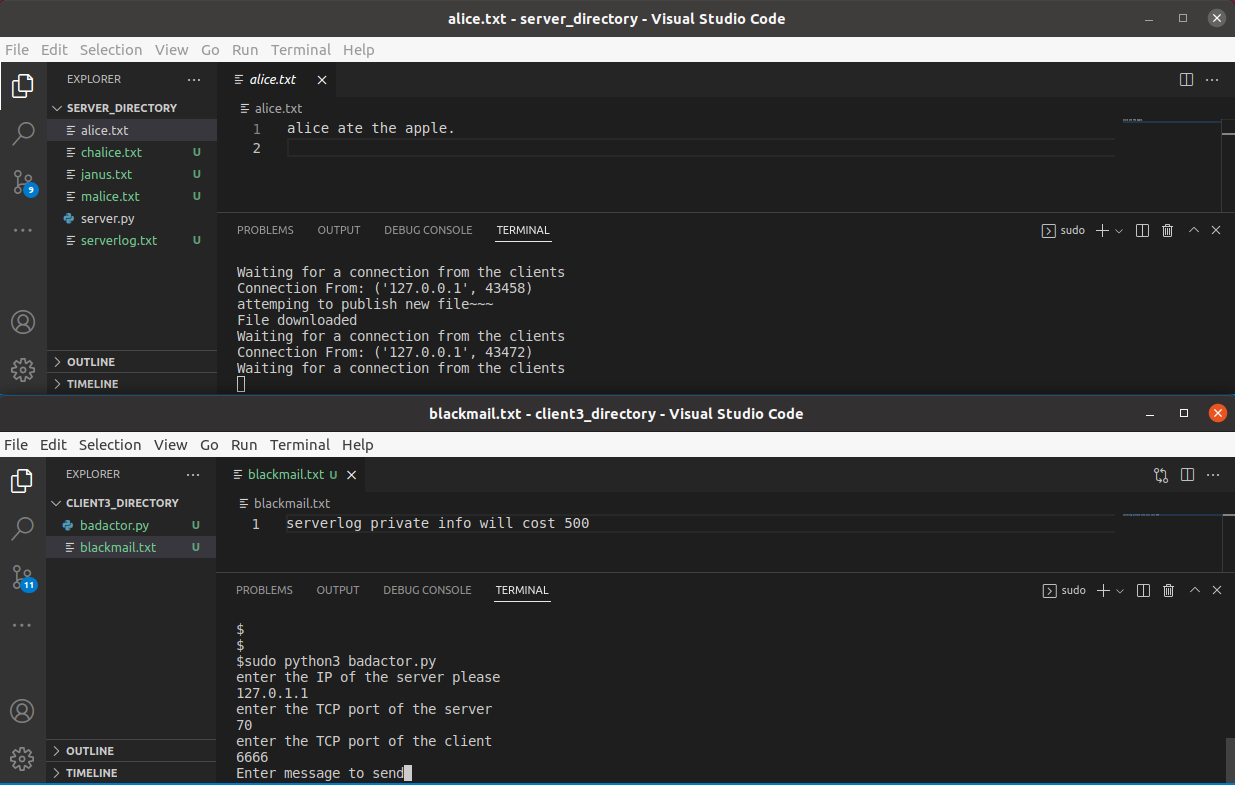 alice.txt - server_directory - Visual Studio Code
File Edit Selection View Go Run Terminal Help
EXPLORER
SERVER_DIRECTORY
alice.txt
chalice.txt U
janus.txt U
malice.txt U
server.py
serverlog.txt U
9
OUTLINE
TIMELINE
alice.txt
alice.txt
1 alice ate the apple.
2
PROBLEMS OUTPUT DEBUG CONSOLE TERMINAL
sudo
Waiting for a connection from the clients
Connection From: ('127.0.0.1', 43458)
attemping to publish new file~~~
File downloaded
Waiting for a connection from the clients
Connection From: ('127.0.0.1', 43472)
Waiting for a connection from the clients
blackmail.txt - client3_directory - Visual Studio Code
File Edit Selection View Go Run Terminal Help
EXPLORER
CLIENT3_DIRECTORY
badactor.py U
blackmail.txt U
11
OUTLINE
TIMELINE
blackmail.txt U
blackmail.txt
1 serverlog private info will cost 500
PROBLEMS OUTPUT DEBUG CONSOLE TERMINAL
sudo
$
$
$sudo python3 badactor.py
enter the IP of the server please
127.0.1.1
enter the TCP port of the server
70
enter the TCP port of the client
6666
Enter message to send